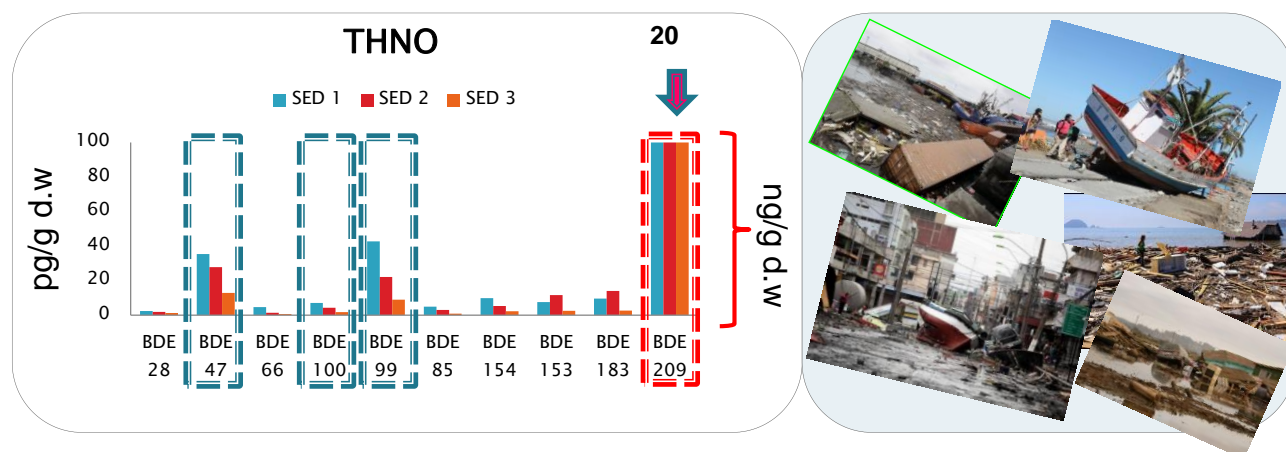 THNO
20
SED 1 SED 2 SED 3
100
80
60
40
20
0
pg/g d.w
ng/g d.w
BDE 28
BDE 47
BDE 66
BDE 100
BDE 99
BDE 85
BDE 154
BDE 153
BDE 183
BDE 209